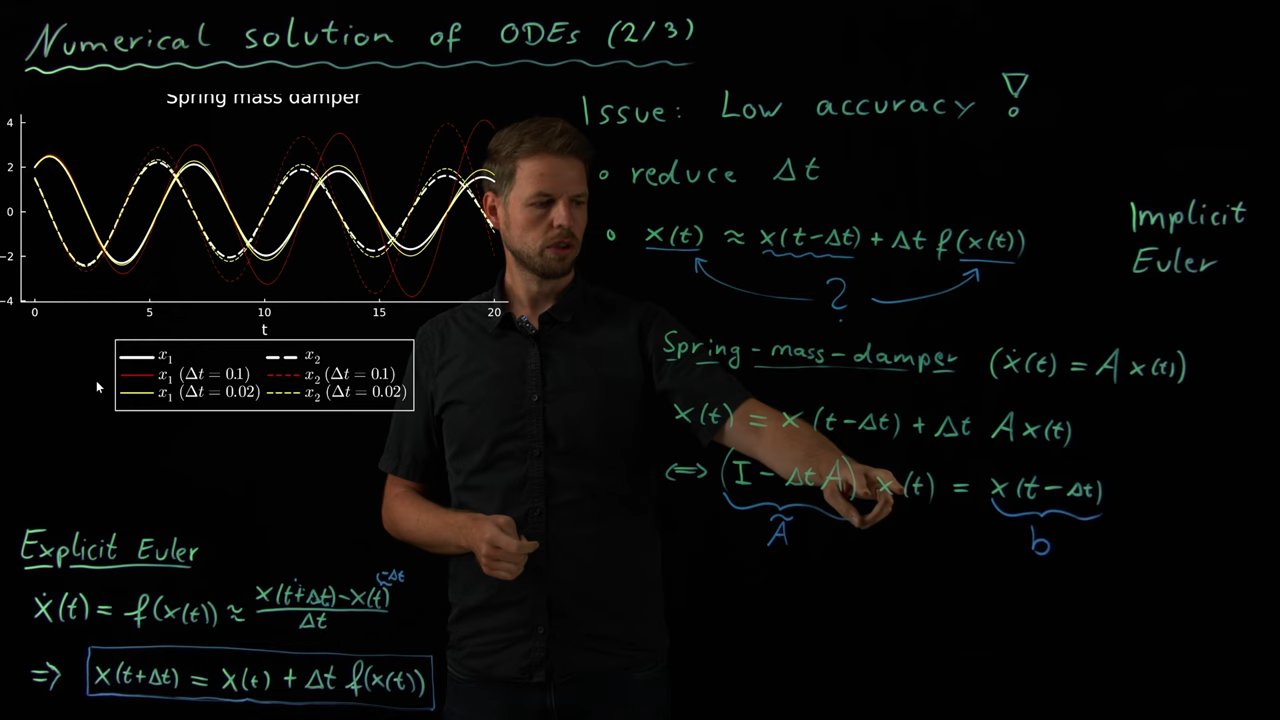 Numerical solution of ODEs (2/3)
Spring mass damper
4
2
0
−2
−4
0 5 10 15 20
t
x₁ x₂
x₁ (Δt = 0.1) x₂ (Δt = 0.1)
x₁ (Δt = 0.02) x₂ (Δt = 0.02)
Explicit Euler
ẋ(t) = f(x(t)) ≈ (x(t+Δt)−x(t))/Δt
−Δt
=> x(t+Δt) = x(t) + Δt f(x(t))
Issue: Low accuracy !
∘ reduce Δt
∘ x(t) ≈ x(t−Δt) + Δt f(x(t))
?
Implicit
Euler
Spring-mass-damper (ẋ(t) = A x(t))
x(t) = x(t−Δt) + Δt A x(t)
⟺ (I − Δt A) x(t) = x(t−Δt)
Ã b